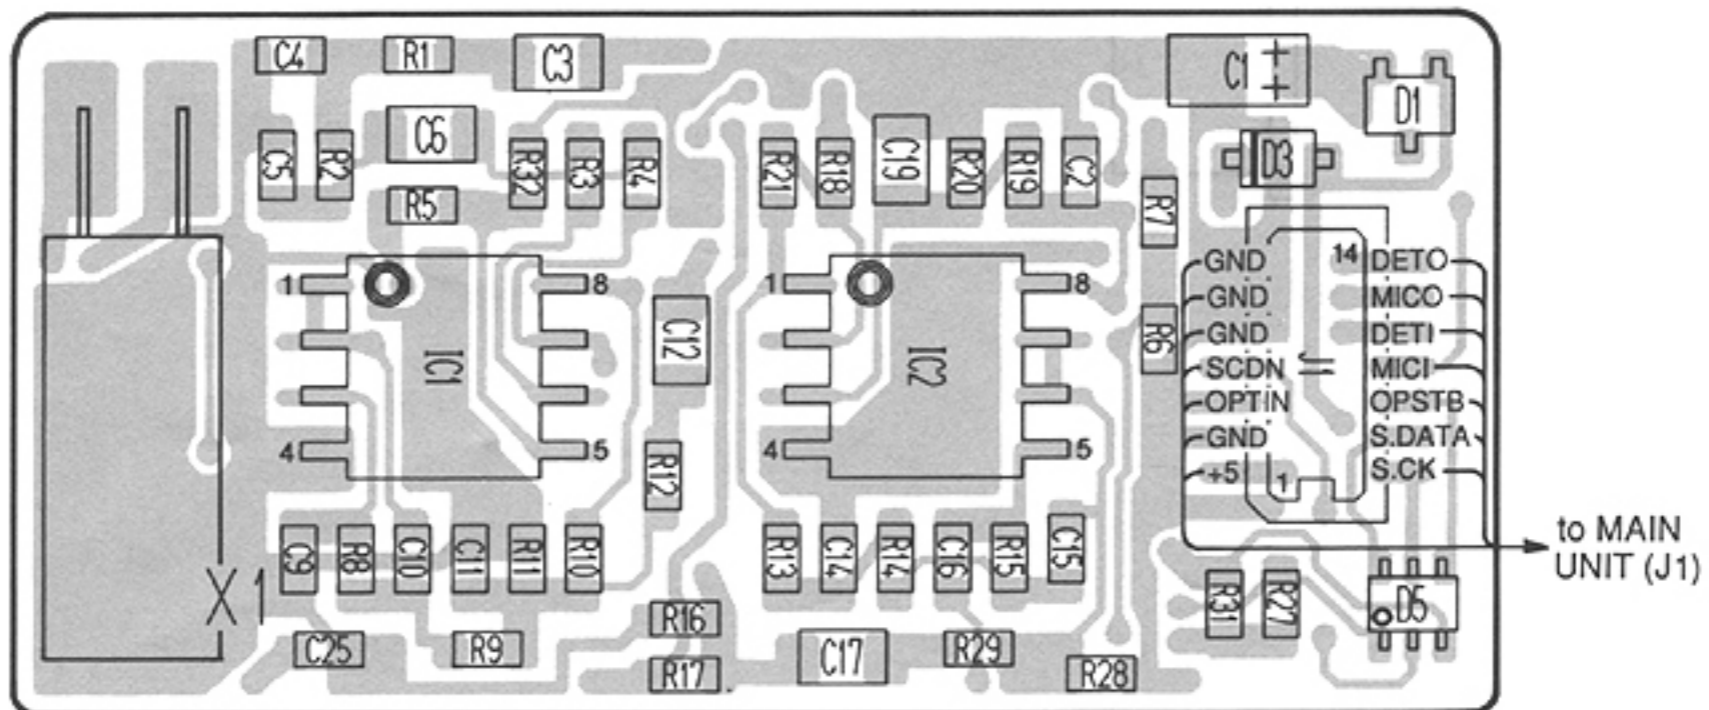 C4 R1 C3 C1 + +
D1
C6
C5 R2 R32 R3 R4 R21 R18 C19 R20 R19 C2 D3
R5 R7
GND 14 DETO
1 8 1 8
GND MICO
GND DETI
C12 R6
IC1 IC2 SCDN J1 MICI
OPTIN OPSTB
GND S.DATA
4 5 4 5
R12 +5 1 S.CK
to MAIN
UNIT (J1)
C9 R8 C10 C11 R11 R10 R13 C14 R14 C16 R15 C15
X1 R31 R27 D5
R16
C25 R9 C17 R29
R17 R28